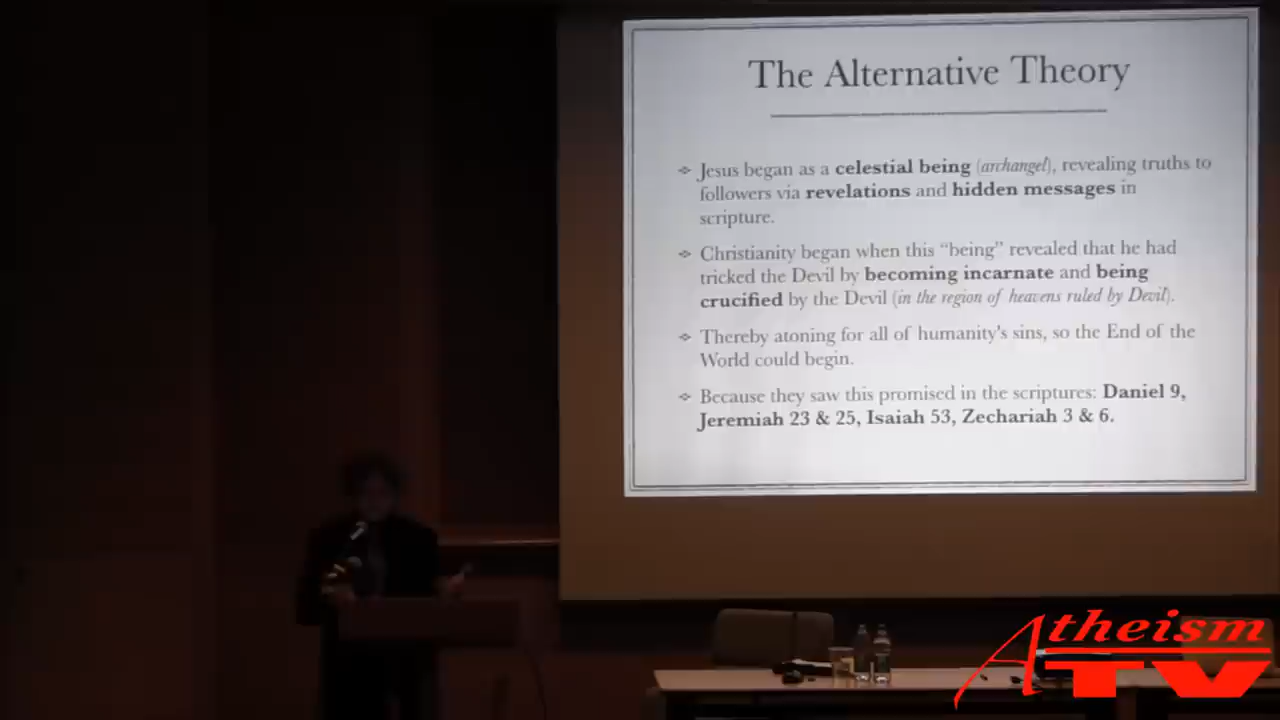 The Alternative Theory
❖ Jesus began as a celestial being (archangel), revealing truths to
followers via revelations and hidden messages in
scripture.
❖ Christianity began when this “being” revealed that he had
tricked the Devil by becoming incarnate and being
crucified by the Devil (in the region of heavens ruled by Devil).
❖ Thereby atoning for all of humanity's sins, so the End of the
World could begin.
❖ Because they saw this promised in the scriptures: Daniel 9,
Jeremiah 23 & 25, Isaiah 53, Zechariah 3 & 6.
Atheism
TV